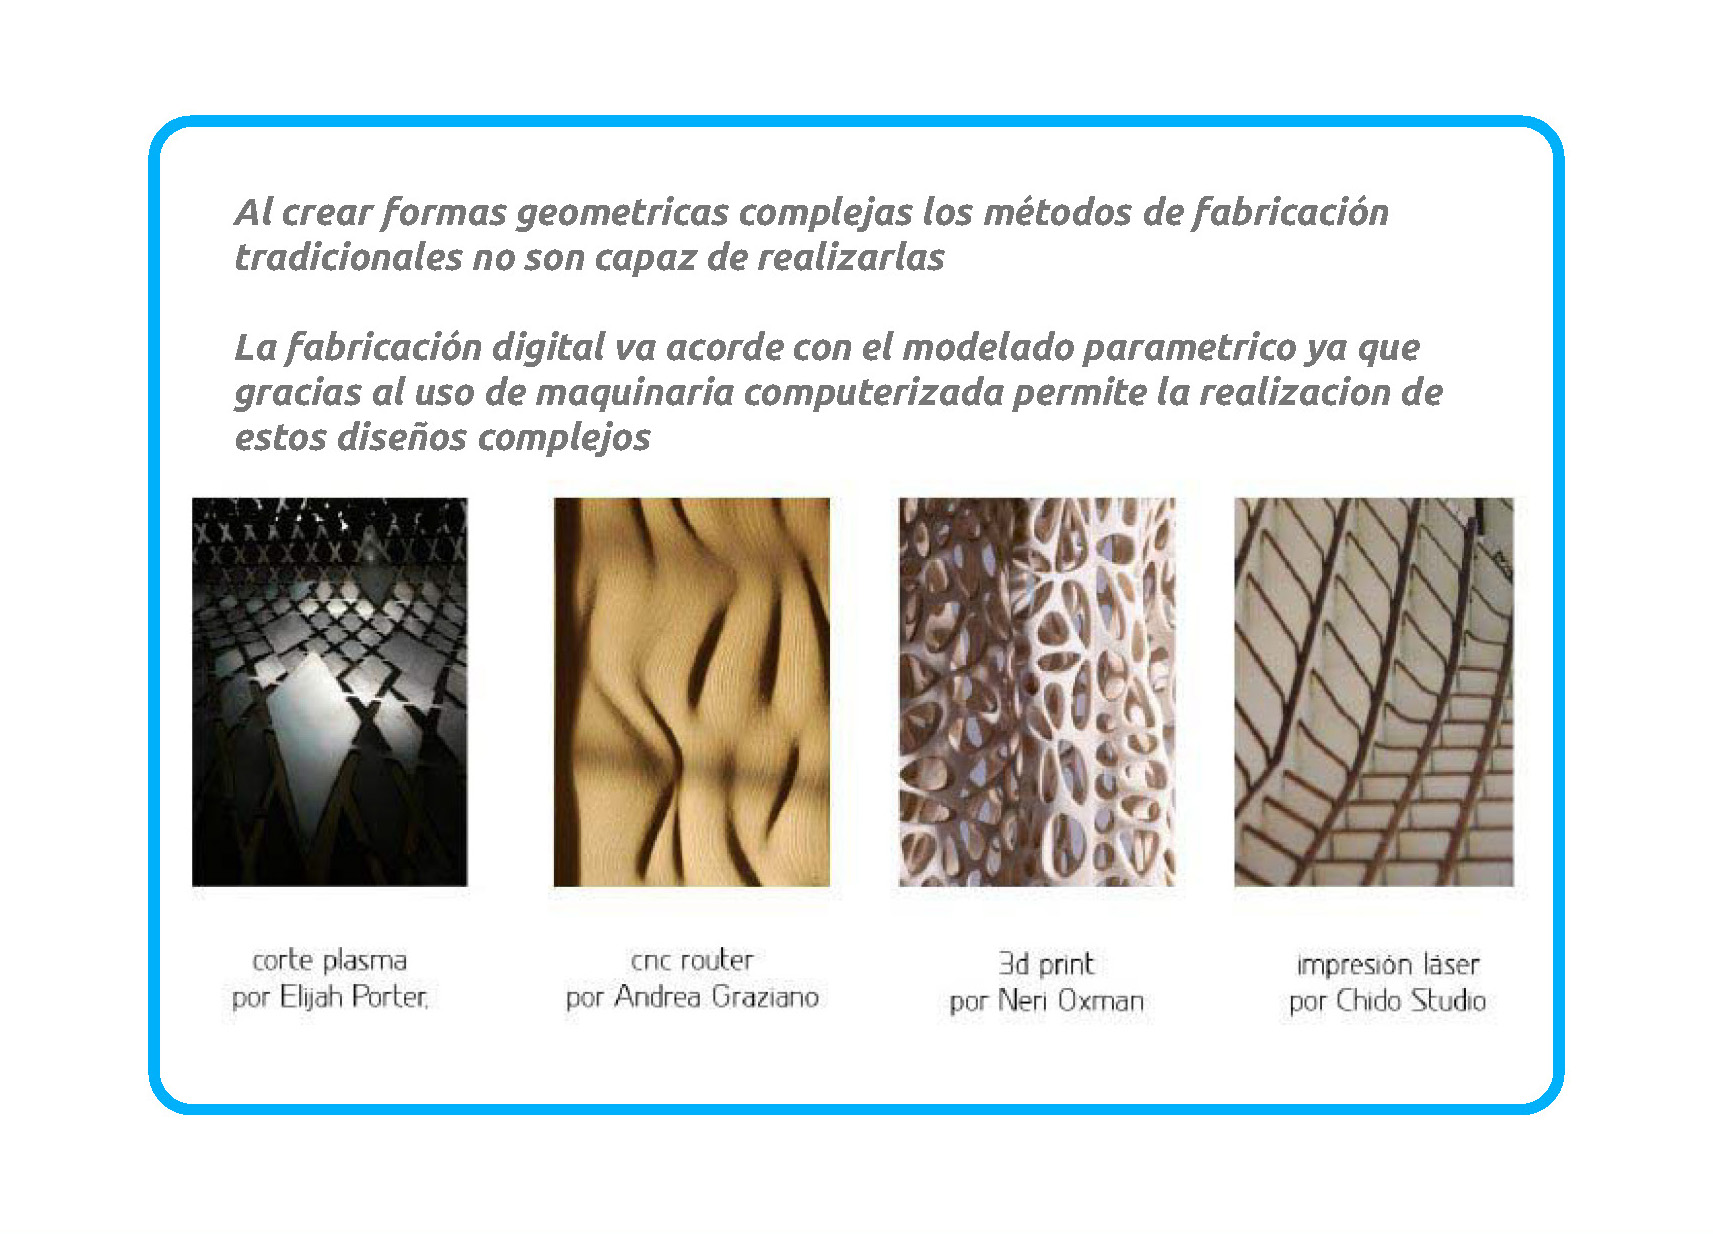 Al crear formas geometricas complejas los métodos de fabricación
tradicionales no son capaz de realizarlas
La fabricación digital va acorde con el modelado parametrico ya que
gracias al uso de maquinaria computerizada permite la realizacion de
estos diseños complejos
corte plasma
por Elijah Porter,
cnc router
por Andrea Graziano
3d print
por Neri Oxman
impresión láser
por Chido Studio